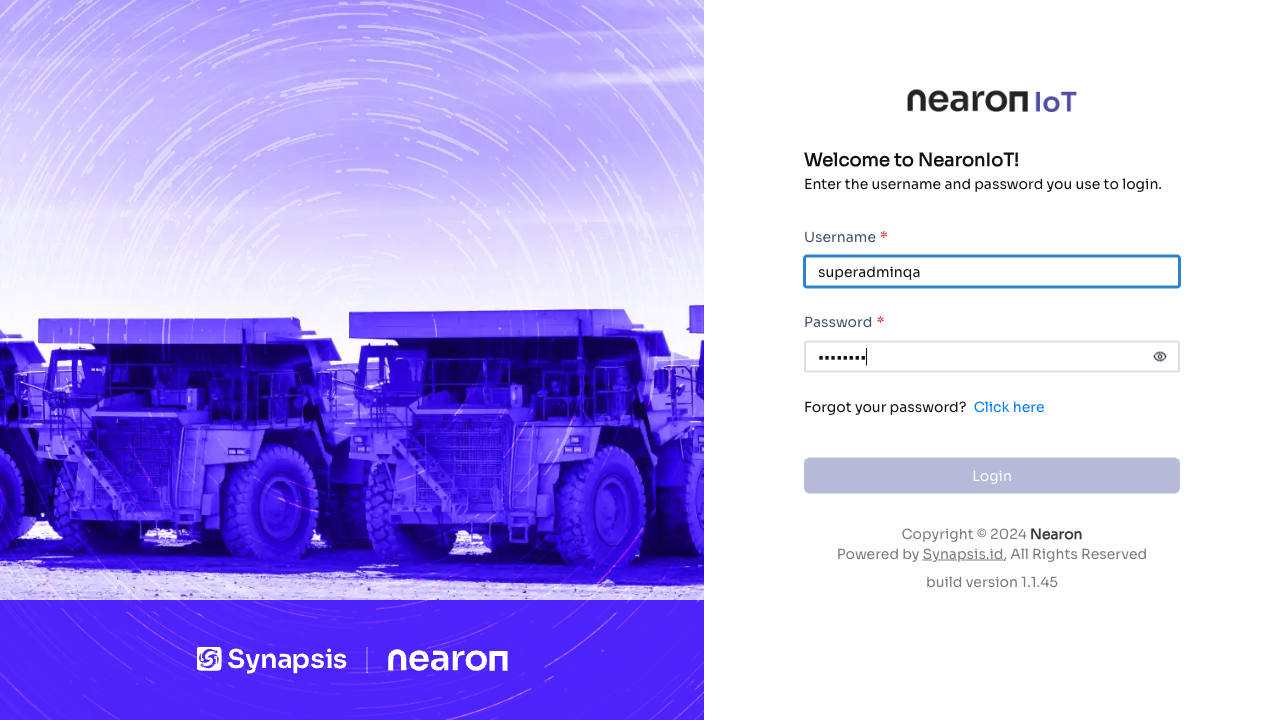 nearon IoT
Welcome to NearonIoT!
Enter the username and password you use to login.
Username *
superadminqa
Password *
••••••••
Forgot your password? Click here
Login
Copyright © 2024 Nearon
Powered by Synapsis.id, All Rights Reserved
build version 1.1.45
Synapsis | nearon